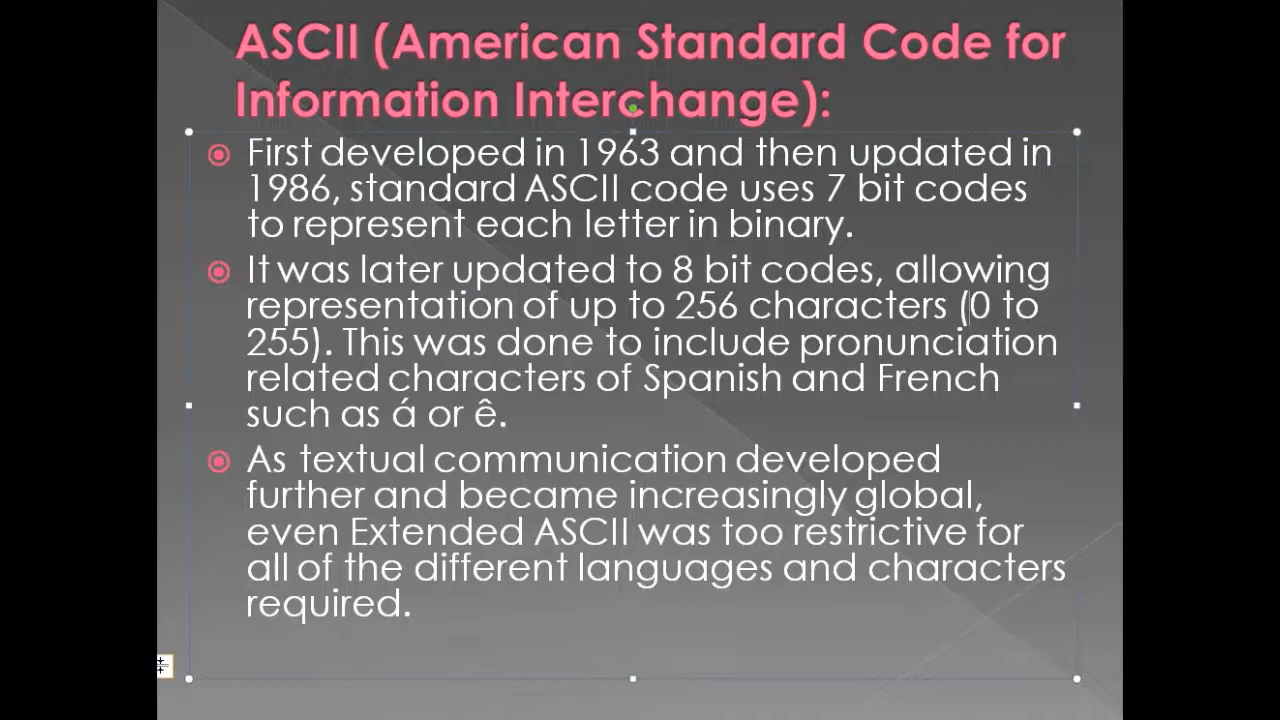 ASCII (American Standard Code for
Information Interchange):
First developed in 1963 and then updated in
1986, standard ASCII code uses 7 bit codes
to represent each letter in binary.
It was later updated to 8 bit codes, allowing
representation of up to 256 characters (0 to
255). This was done to include pronunciation
related characters of Spanish and French
such as á or ê.
As textual communication developed
further and became increasingly global,
even Extended ASCII was too restrictive for
all of the different languages and characters
required.